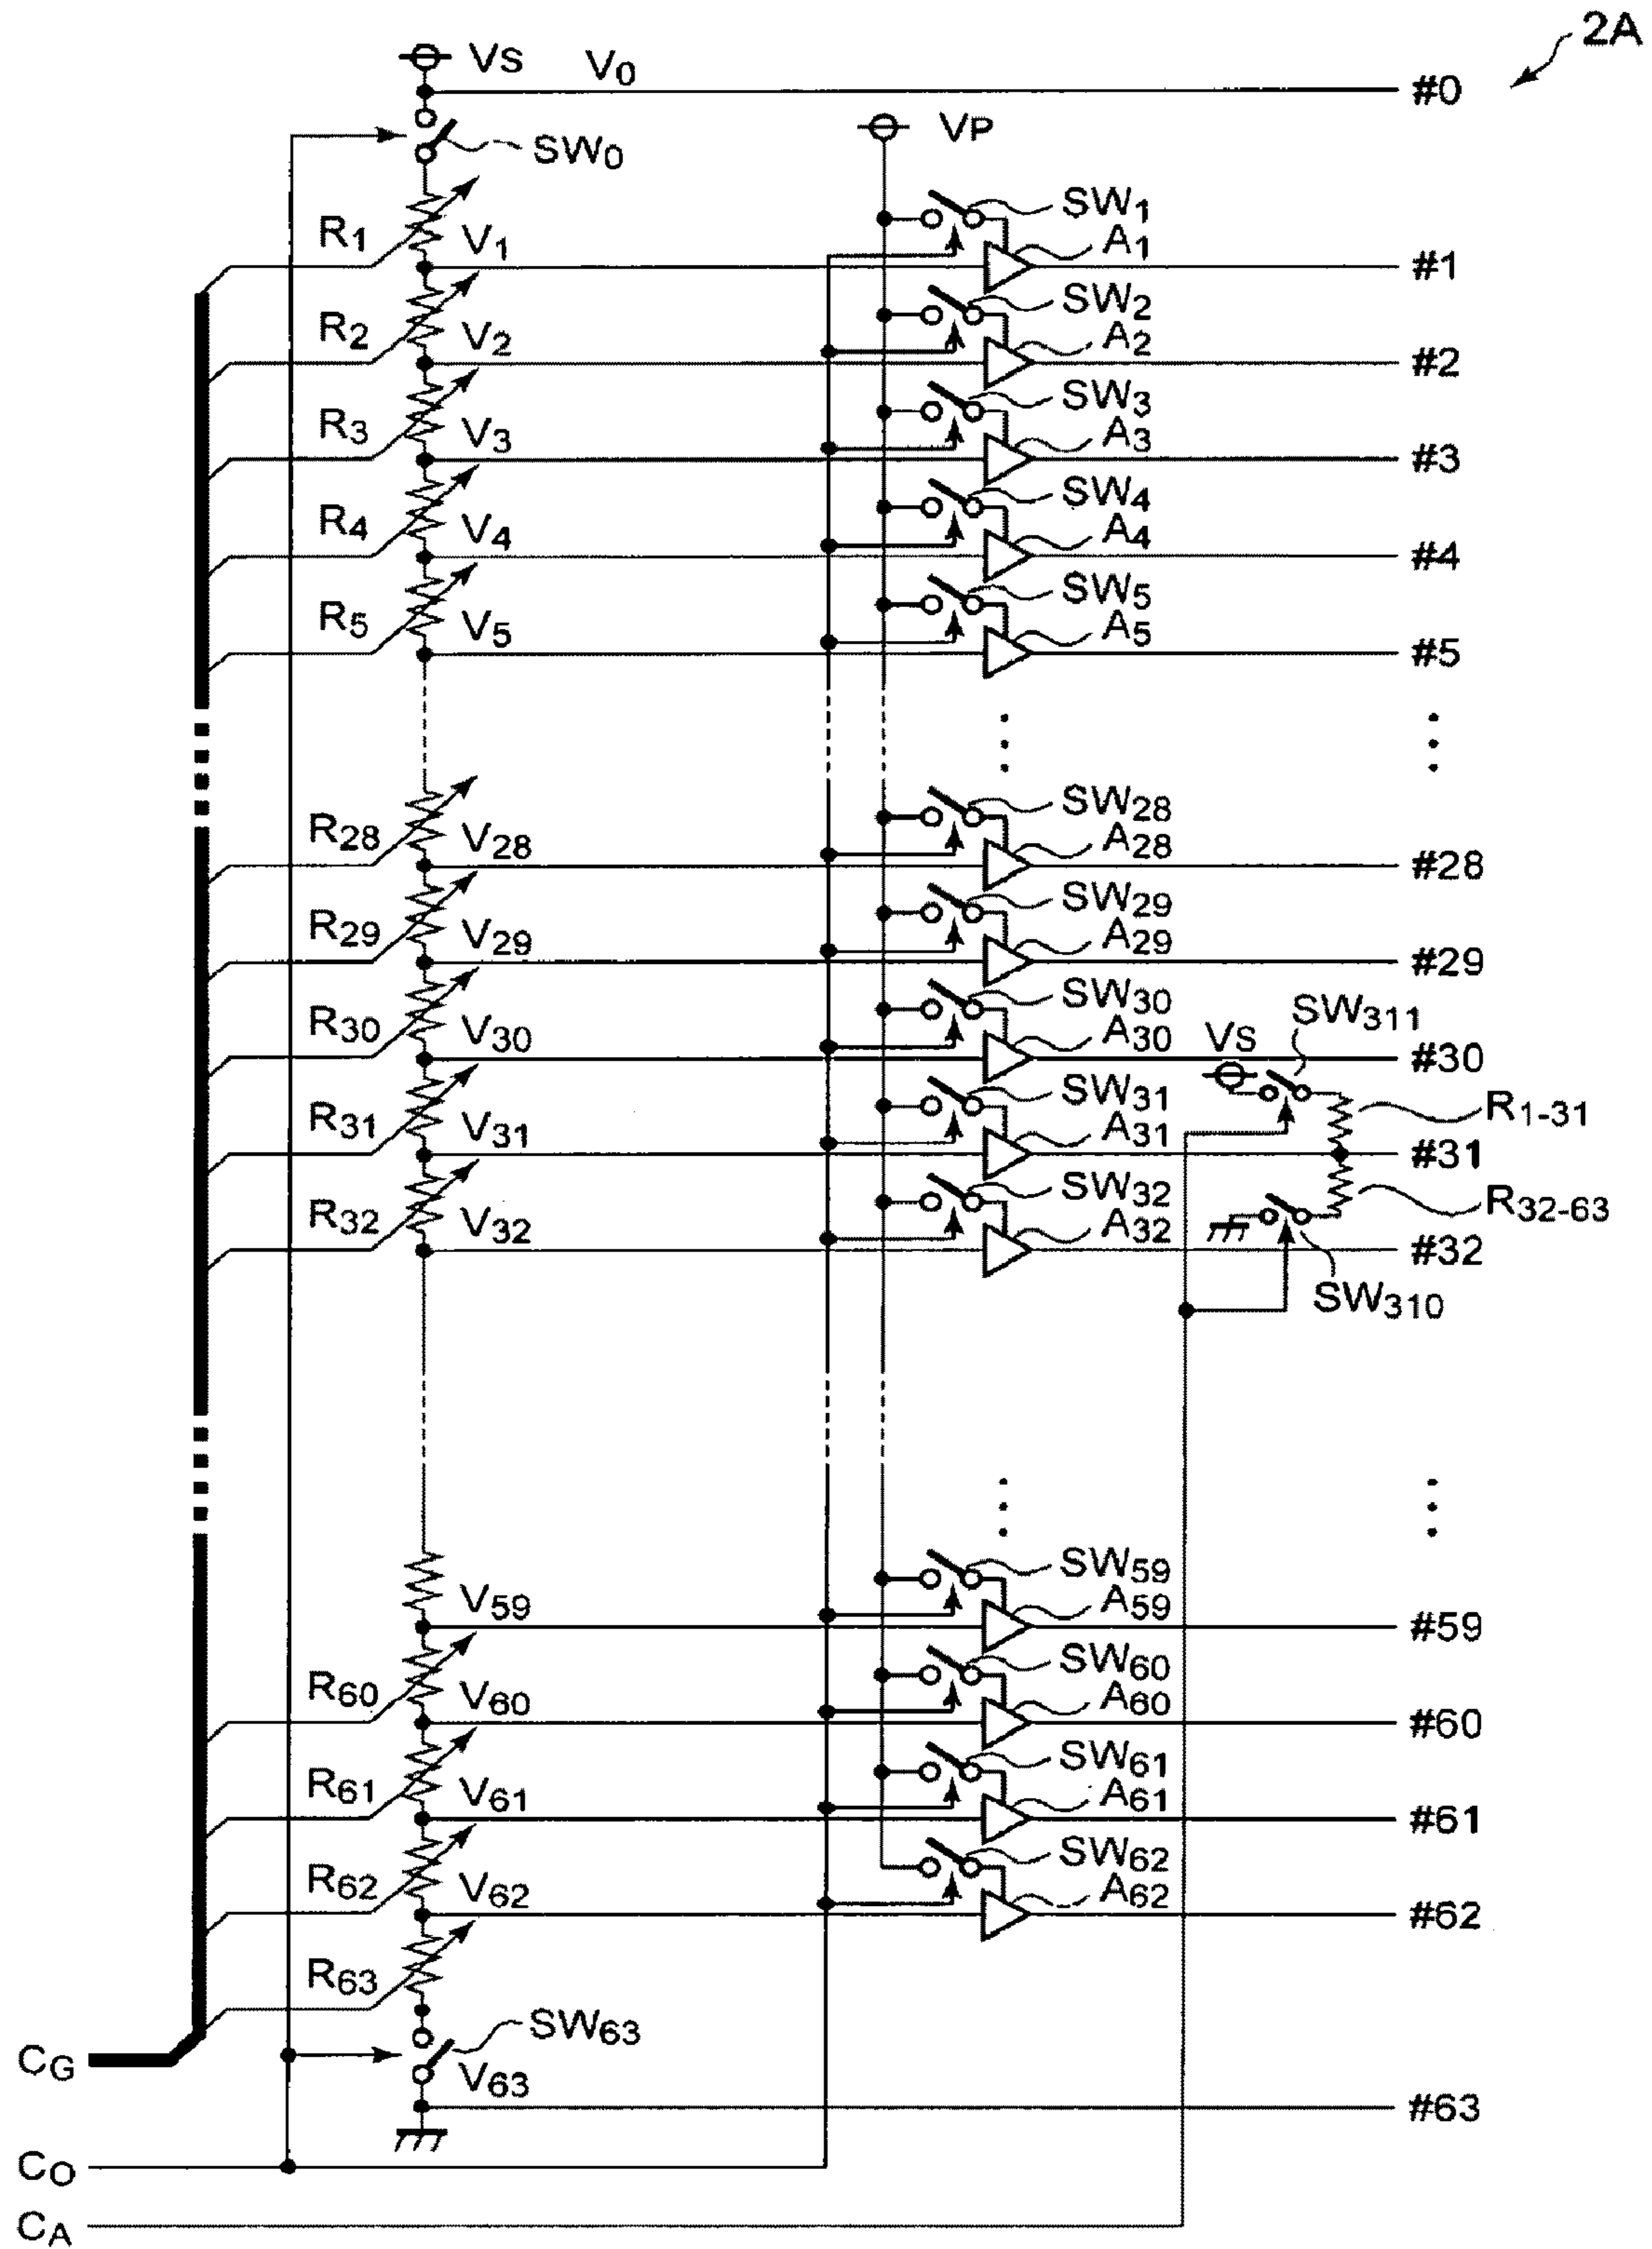 2A
VS V0 #0
VP
SW0
SW1
R1 V1 A1 #1
SW2
R2 V2 A2 #2
SW3
R3 V3 A3 #3
SW4
R4 V4 A4 #4
SW5
R5 V5 A5 #5
SW28
R28 V28 A28 #28
SW29
R29 V29 A29 #29
SW30 SW311
R30 V30 A30 VS #30
SW31 R1-31
R31 V31 A31 #31
SW32 R32-63
R32 V32 A32 #32
SW310
SW59
V59 A59 #59
SW60
R60 V60 A60 #60
SW61
R61 V61 A61 #61
SW62
R62 V62 A62 #62
R63
SW63
CG V63 #63
CO
CA